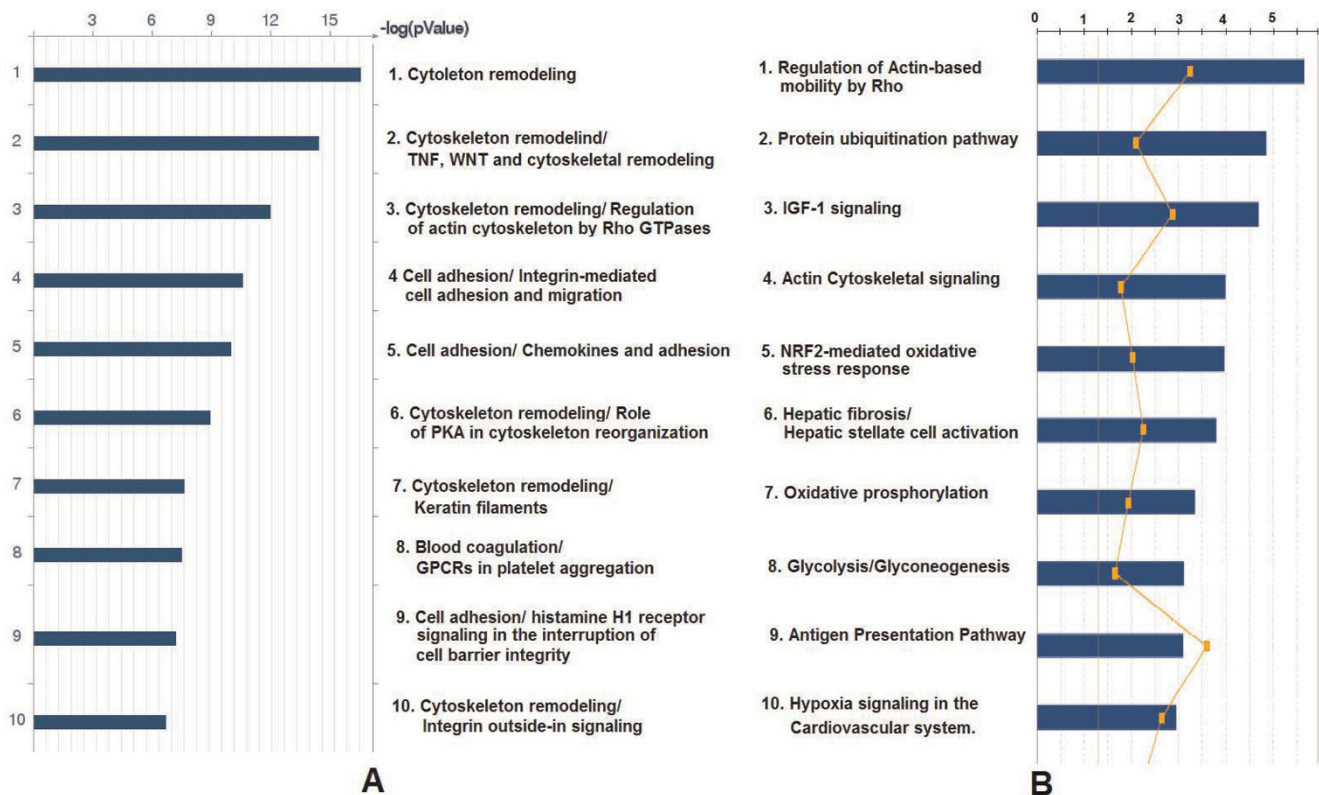 3 6 9 12 15
-log(pValue)
1
2
3
4
5
6
7
8
9
10
1. Cytoleton remodeling
2. Cytoskeleton remodelind/
TNF, WNT and cytoskeletal remodeling
3. Cytoskeleton remodeling/ Regulation
of actin cytoskeleton by Rho GTPases
4 Cell adhesion/ Integrin-mediated
cell adhesion and migration
5. Cell adhesion/ Chemokines and adhesion
6. Cytoskeleton remodeling/ Role
of PKA in cytoskeleton reorganization
7. Cytoskeleton remodeling/
Keratin filaments
8. Blood coagulation/
GPCRs in platelet aggregation
9. Cell adhesion/ histamine H1 receptor
signaling in the interruption of
cell barrier integrity
10. Cytoskeleton remodeling/
Integrin outside-in signaling
A
0 1 2 3 4 5
1. Regulation of Actin-based
mobility by Rho
2. Protein ubiquitination pathway
3. IGF-1 signaling
4. Actin Cytoskeletal signaling
5. NRF2-mediated oxidative
stress response
6. Hepatic fibrosis/
Hepatic stellate cell activation
7. Oxidative phosphorylation
8. Glycolysis/Glyconeogenesis
9. Antigen Presentation Pathway
10. Hypoxia signaling in the
Cardiovascular system.
B